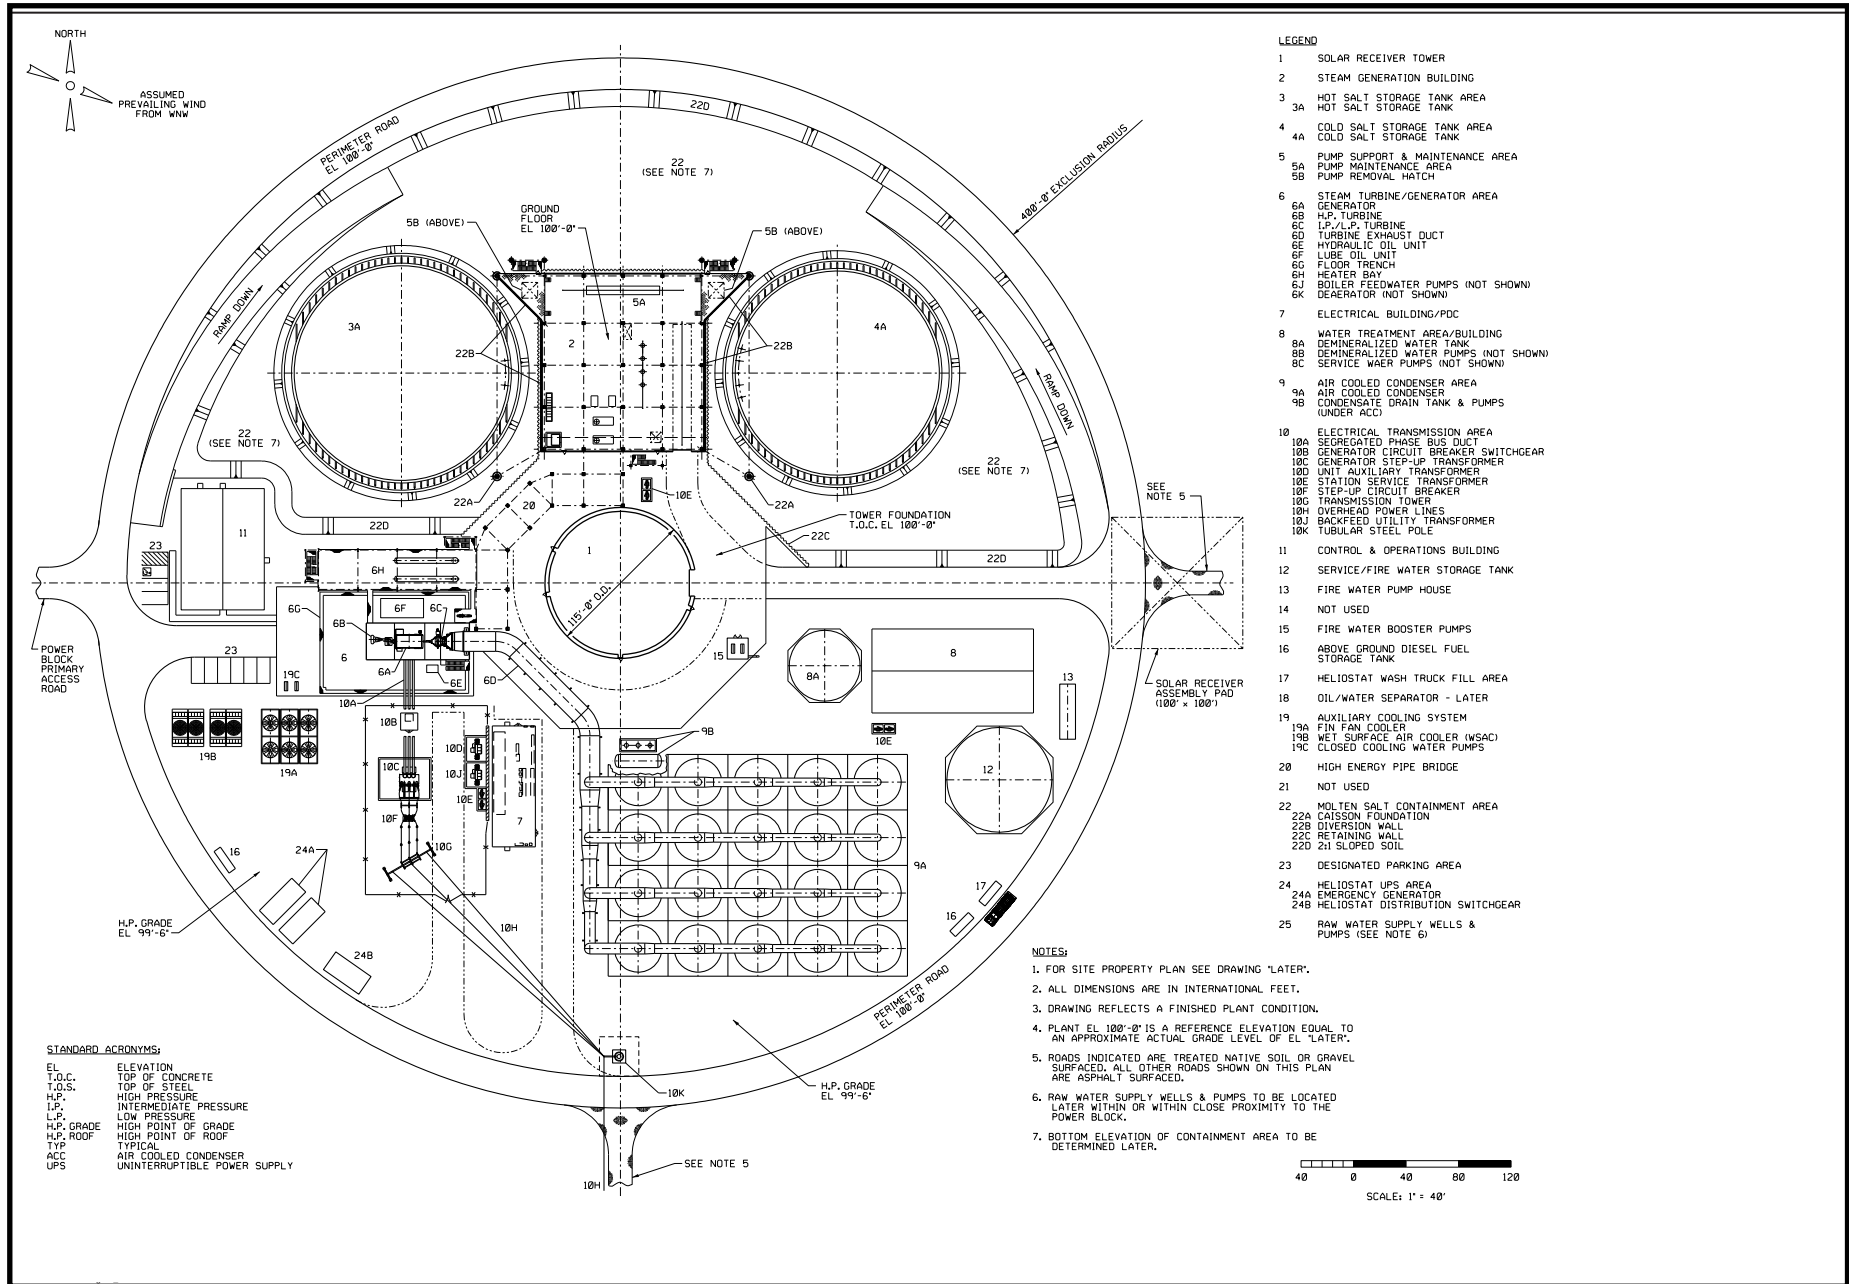 NORTH
ASSUMED
PREVAILING WIND
FROM WNW
PERIMETER ROAD
EL 100'-0"
22D
22
(SEE NOTE 7)
400'-0" EXCLUSION RADIUS
GROUND
FLOOR
EL 100'-0"
5B (ABOVE)
5B (ABOVE)
RAMP DOWN
3A
5A
4A
2
22B
22B
RAMP DOWN
22
(SEE NOTE 7)
22
(SEE NOTE 7)
22A
20
10E
22A
SEE
NOTE 5
11
22D
TOWER FOUNDATION
T.O.C. EL 100'-0"
22C
23
1
22D
6H
115'-0" O.D.
6G
6F
6C
6B
POWER
BLOCK
PRIMARY
ACCESS
ROAD
23
6
15
8
19C
6A
6E
6D
8A
13
SOLAR RECEIVER
ASSEMBLY PAD
(100' x 100')
10A
10B
19B
19A
10D
10C
10J
10E
9B
10E
12
10F
7
10G
16
24A
9A
17
16
H.P. GRADE
EL 99'-6"
10H
24B
PERIMETER ROAD
EL 100'-0"
10K
H.P. GRADE
EL 99'-6"
SEE NOTE 5
10H
LEGEND
1 SOLAR RECEIVER TOWER
2 STEAM GENERATION BUILDING
3 HOT SALT STORAGE TANK AREA
3A HOT SALT STORAGE TANK
4 COLD SALT STORAGE TANK AREA
4A COLD SALT STORAGE TANK
5 PUMP SUPPORT & MAINTENANCE AREA
5A PUMP MAINTENANCE AREA
5B PUMP REMOVAL HATCH
6 STEAM TURBINE/GENERATOR AREA
6A GENERATOR
6B H.P. TURBINE
6C I.P./L.P. TURBINE
6D TURBINE EXHAUST DUCT
6E HYDRAULIC OIL UNIT
6F LUBE OIL UNIT
6G FLOOR TRENCH
6H HEATER BAY
6J BOILER FEEDWATER PUMPS (NOT SHOWN)
6K DEAERATOR (NOT SHOWN)
7 ELECTRICAL BUILDING/PDC
8 WATER TREATMENT AREA/BUILDING
8A DEMINERALIZED WATER TANK
8B DEMINERALIZED WATER PUMPS (NOT SHOWN)
8C SERVICE WAER PUMPS (NOT SHOWN)
9 AIR COOLED CONDENSER AREA
9A AIR COOLED CONDENSER
9B CONDENSATE DRAIN TANK & PUMPS
(UNDER ACC)
10 ELECTRICAL TRANSMISSION AREA
10A SEGREGATED PHASE BUS DUCT
10B GENERATOR CIRCUIT BREAKER SWITCHGEAR
10C GENERATOR STEP-UP TRANSFORMER
10D UNIT AUXILIARY TRANSFORMER
10E STATION SERVICE TRANSFORMER
10F STEP-UP CIRCUIT BREAKER
10G TRANSMISSION TOWER
10H OVERHEAD POWER LINES
10J BACKFEED UTILITY TRANSFORMER
10K TUBULAR STEEL POLE
11 CONTROL & OPERATIONS BUILDING
12 SERVICE/FIRE WATER STORAGE TANK
13 FIRE WATER PUMP HOUSE
14 NOT USED
15 FIRE WATER BOOSTER PUMPS
16 ABOVE GROUND DIESEL FUEL
STORAGE TANK
17 HELIOSTAT WASH TRUCK FILL AREA
18 OIL/WATER SEPARATOR - LATER
19 AUXILIARY COOLING SYSTEM
19A FIN FAN COOLER
19B WET SURFACE AIR COOLER (WSAC)
19C CLOSED COOLING WATER PUMPS
20 HIGH ENERGY PIPE BRIDGE
21 NOT USED
22 MOLTEN SALT CONTAINMENT AREA
22A CAISSON FOUNDATION
22B DIVERSION WALL
22C RETAINING WALL
22D 2:1 SLOPED SOIL
23 DESIGNATED PARKING AREA
24 HELIOSTAT UPS AREA
24A EMERGENCY GENERATOR
24B HELIOSTAT DISTRIBUTION SWITCHGEAR
25 RAW WATER SUPPLY WELLS &
PUMPS (SEE NOTE 6)
NOTES:
1. FOR SITE PROPERTY PLAN SEE DRAWING "LATER".
2. ALL DIMENSIONS ARE IN INTERNATIONAL FEET.
3. DRAWING REFLECTS A FINISHED PLANT CONDITION.
4. PLANT EL 100'-0" IS A REFERENCE ELEVATION EQUAL TO
AN APPROXIMATE ACTUAL GRADE LEVEL OF EL "LATER".
5. ROADS INDICATED ARE TREATED NATIVE SOIL OR GRAVEL
SURFACED. ALL OTHER ROADS SHOWN ON THIS PLAN
ARE ASPHALT SURFACED.
6. RAW WATER SUPPLY WELLS & PUMPS TO BE LOCATED
LATER WITHIN OR WITHIN CLOSE PROXIMITY TO THE
POWER BLOCK.
7. BOTTOM ELEVATION OF CONTAINMENT AREA TO BE
DETERMINED LATER.
40 0 40 80 120
SCALE: 1" = 40'
STANDARD ACRONYMS:
EL ELEVATION
T.O.C. TOP OF CONCRETE
T.O.S. TOP OF STEEL
H.P. HIGH PRESSURE
I.P. INTERMEDIATE PRESSURE
L.P. LOW PRESSURE
H.P. GRADE HIGH POINT OF GRADE
H.P. ROOF HIGH POINT OF ROOF
TYP TYPICAL
ACC AIR COOLED CONDENSER
UPS UNINTERRUPTIBLE POWER SUPPLY